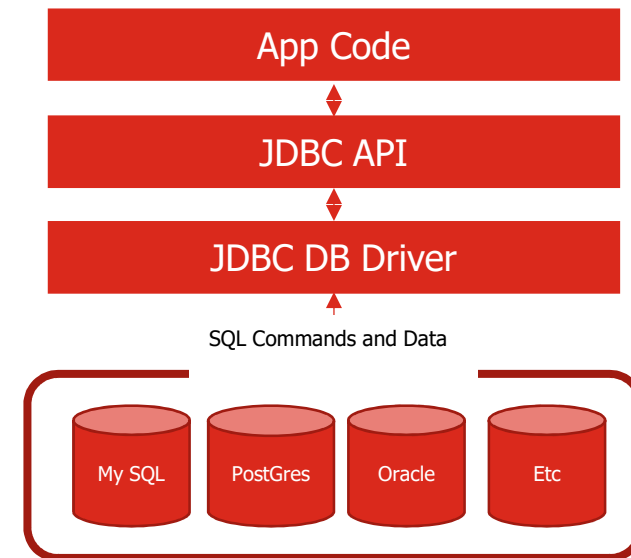 App Code
JDBC API
JDBC DB Driver
SQL Commands and Data
My SQL
PostGres
Oracle
Etc